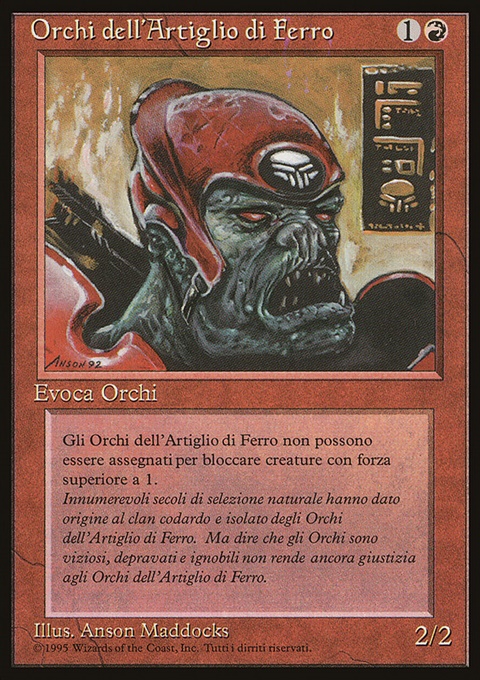 Orchi dell'Artiglio di Ferro 1
ANSON 92
Evoca Orchi
Gli Orchi dell'Artiglio di Ferro non possono
essere assegnati per bloccare creature con forza
superiore a 1.
Innumerevoli secoli di selezione naturale hanno dato
origine al clan codardo e isolato degli Orchi
dell'Artiglio di Ferro. Ma dire che gli Orchi sono
viziosi, depravati e ignobili non rende ancora giustizia
agli Orchi dell'Artiglio di Ferro.
Illus. Anson Maddocks
2/2
©1995 Wizards of the Coast, Inc. Tutti i dirriti riservati.